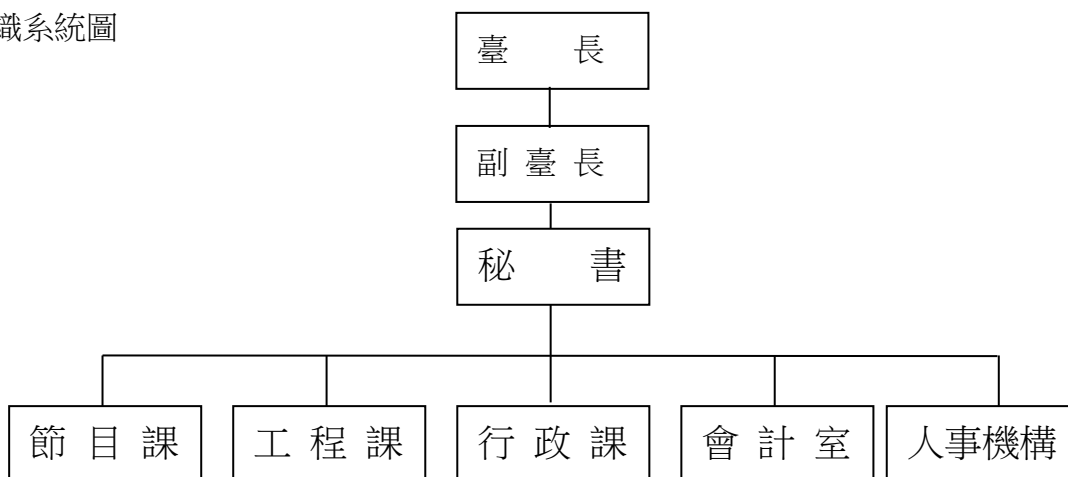 織系統圖
臺長
副臺長
秘書
節目課 工程課 行政課 會計室 人事機構